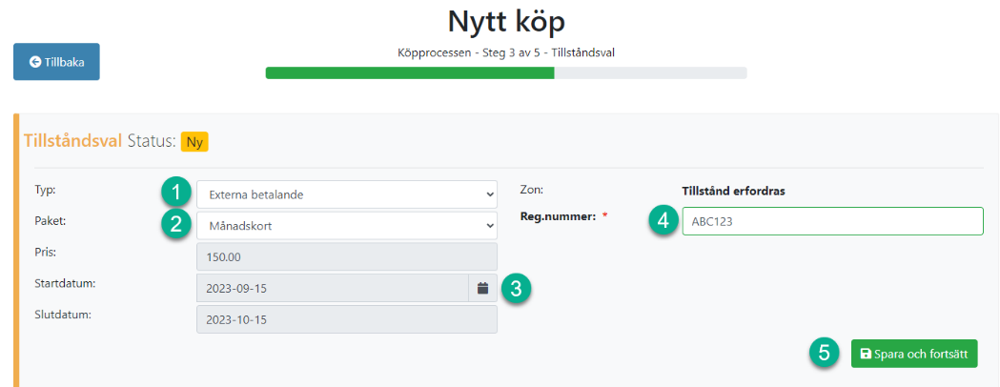 Nytt köp
Tillbaka
Köpprocessen - Steg 3 av 5 - Tillståndsval
Tillståndsval Status: Ny
Typ: 1 Externa betalande
Paket: 2 Månadskort
Pris: 150.00
Startdatum: 2023-09-15 3
Slutdatum: 2023-10-15
Zon: Tillstånd erfordras
Reg.nummer: * 4 ABC123
5 Spara och fortsätt